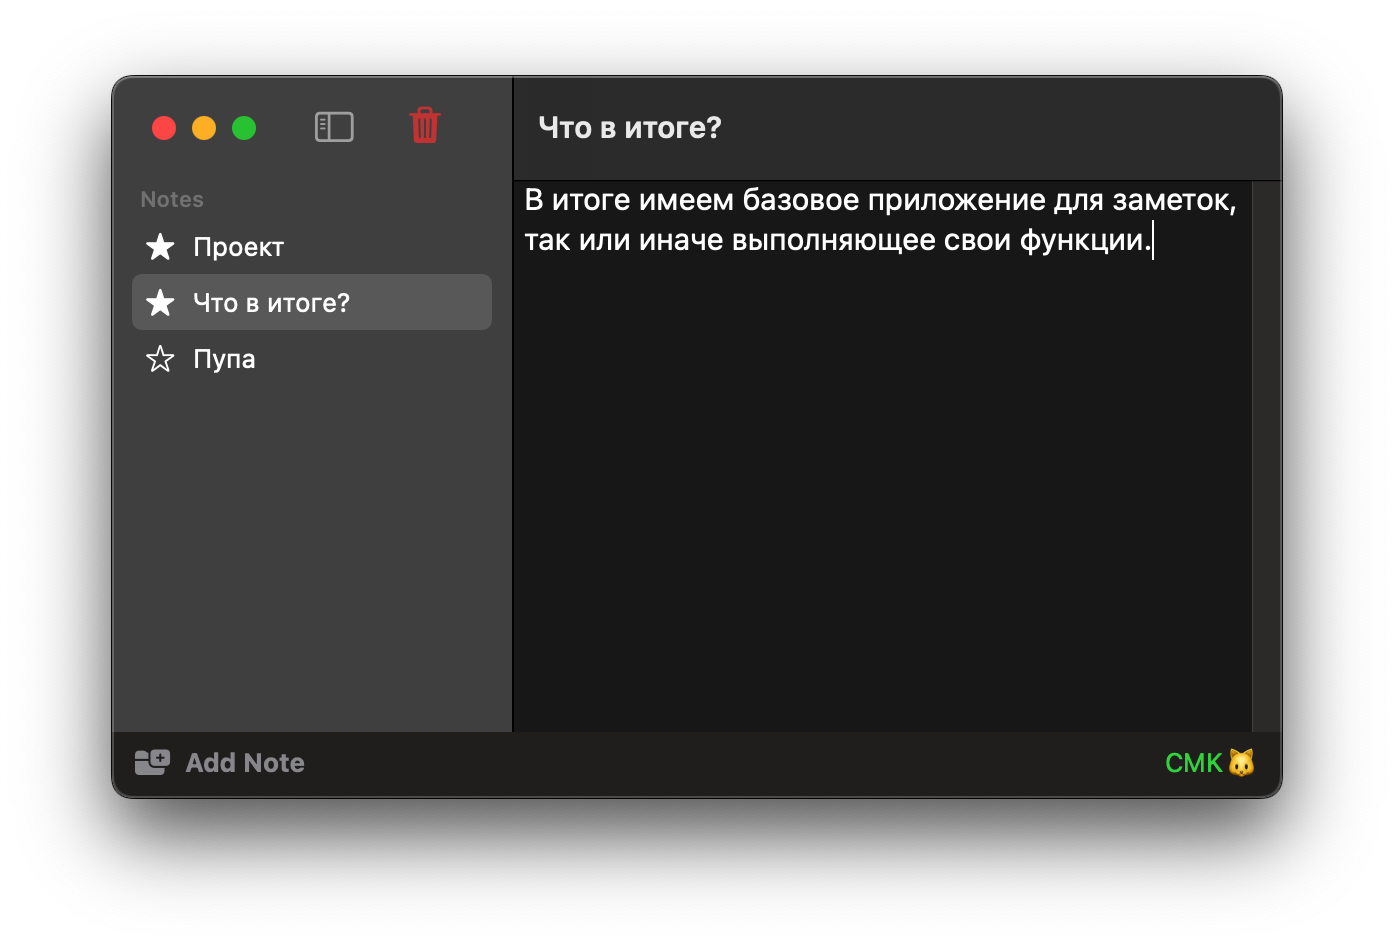 Что в итоге?
Notes
Проект
Что в итоге?
Пупа
В итоге имеем базовое приложение для заметок,
так или иначе выполняющее свои функции.
Add Note
СМК🐱